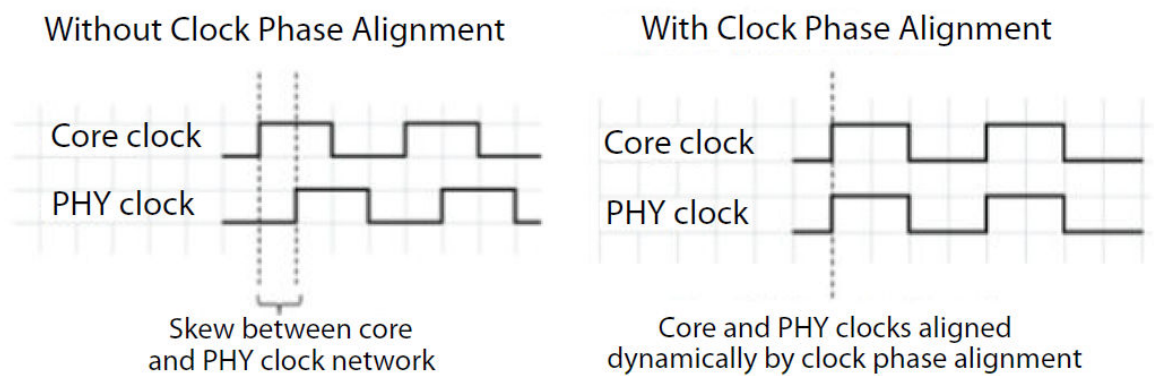 Without Clock Phase Alignment
Core clock
PHY clock
Skew between core
and PHY clock network
With Clock Phase Alignment
Core clock
PHY clock
Core and PHY clocks aligned
dynamically by clock phase alignment